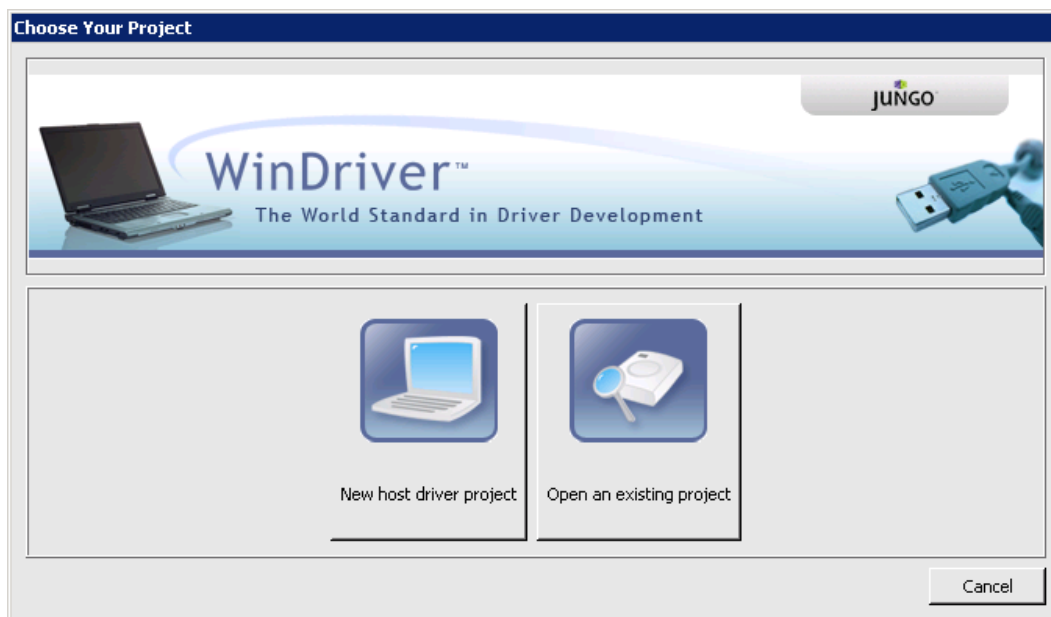 Choose Your Project
JUNGO
WinDriver™
The World Standard in Driver Development
New host driver project
Open an existing project
Cancel